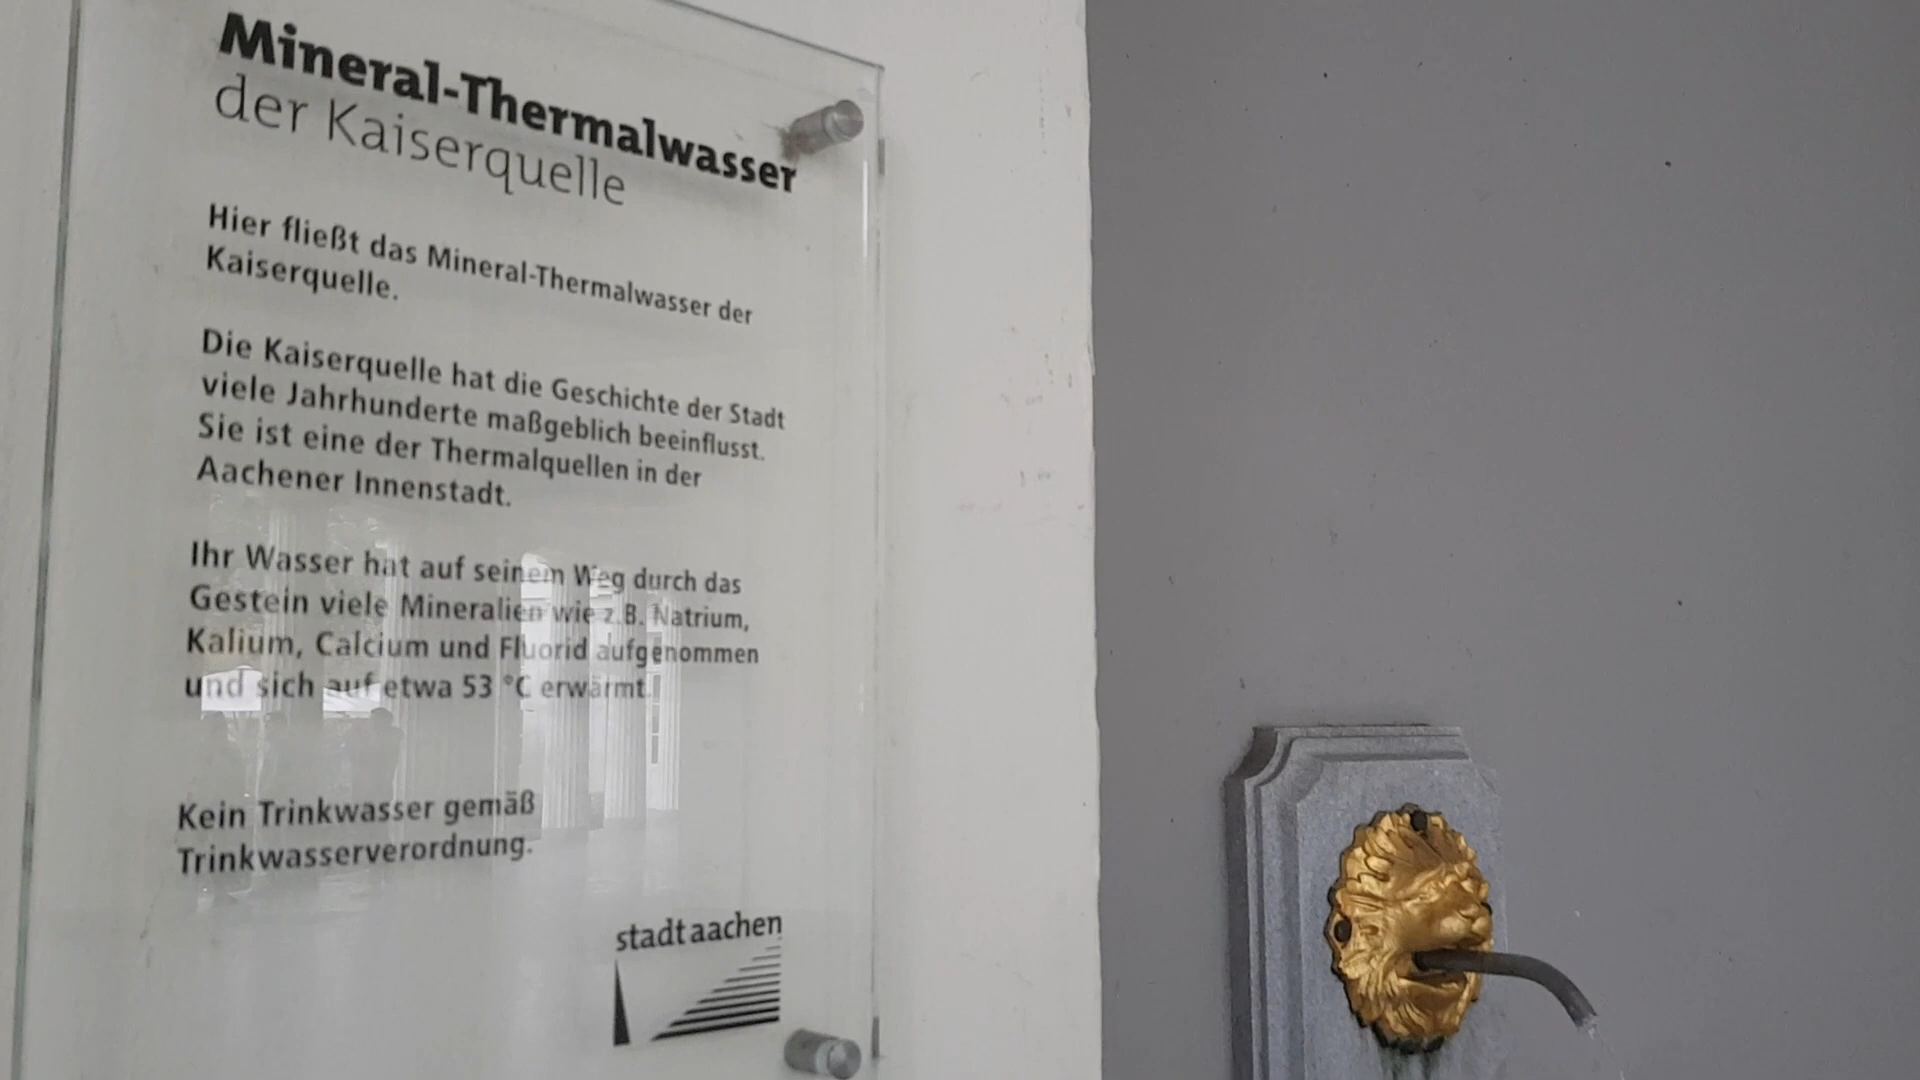 Mineral-Thermalwasser
der Kaiserquelle
Hier fließt das Mineral-Thermalwasser der
Kaiserquelle.
Die Kaiserquelle hat die Geschichte der Stadt
viele Jahrhunderte maßgeblich beeinflusst.
Sie ist eine der Thermalquellen in der
Aachener Innenstadt.
Ihr Wasser hat auf seinem Weg durch das
Gestein viele Mineralien wie z.B. Natrium,
Kalium, Calcium und Fluorid aufgenommen
und sich auf etwa 53 °C erwärmt.
Kein Trinkwasser gemäß
Trinkwasserverordnung.
stadt aachen